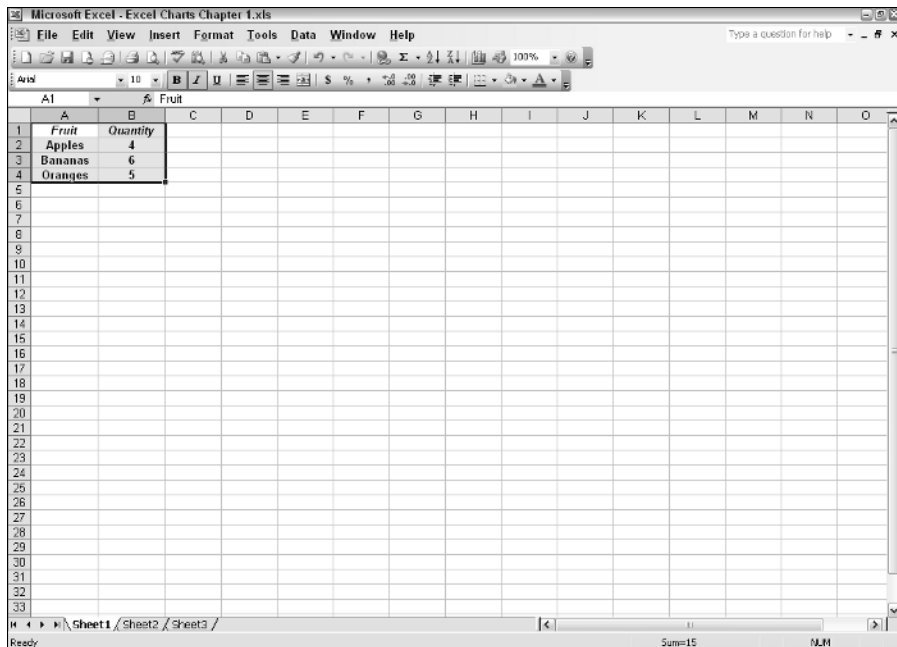 Microsoft Excel - Excel Charts Chapter 1.xls
File Edit View Insert Format Tools Data Window Help Type a question for help
100%
Arial 10 B I U $ % ,
A1 fx Fruit
A B C D E F G H I J K L M N O
1 Fruit Quantity
2 Apples 4
3 Bananas 6
4 Oranges 5
5
6
7
8
9
10
11
12
13
14
15
16
17
18
19
20
21
22
23
24
25
26
27
28
29
30
31
32
33
Sheet1 Sheet2 Sheet3
Ready Sum=15 NUM